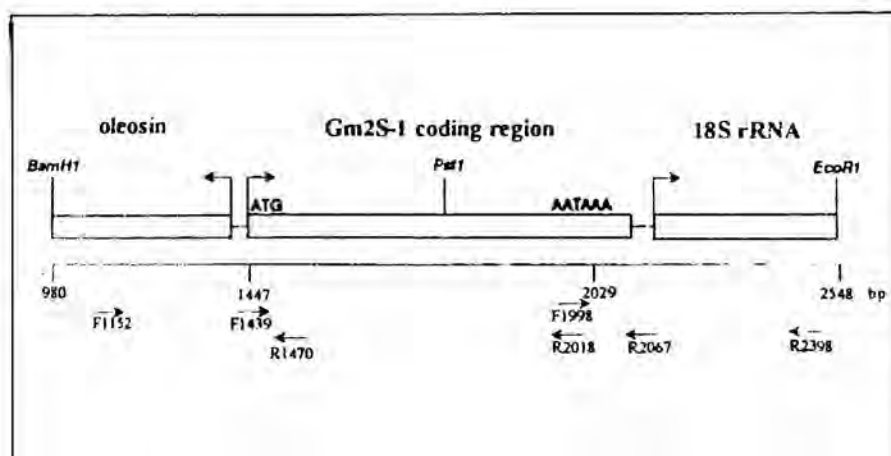 oleosin Gm2S-1 coding region 18S rRNA
BamH1 Pst1 EcoR1
ATG AATAAA
980 1447 2029 2548 bp
F1152 F1439 F1998
R1470 R2018 R2067 R2398